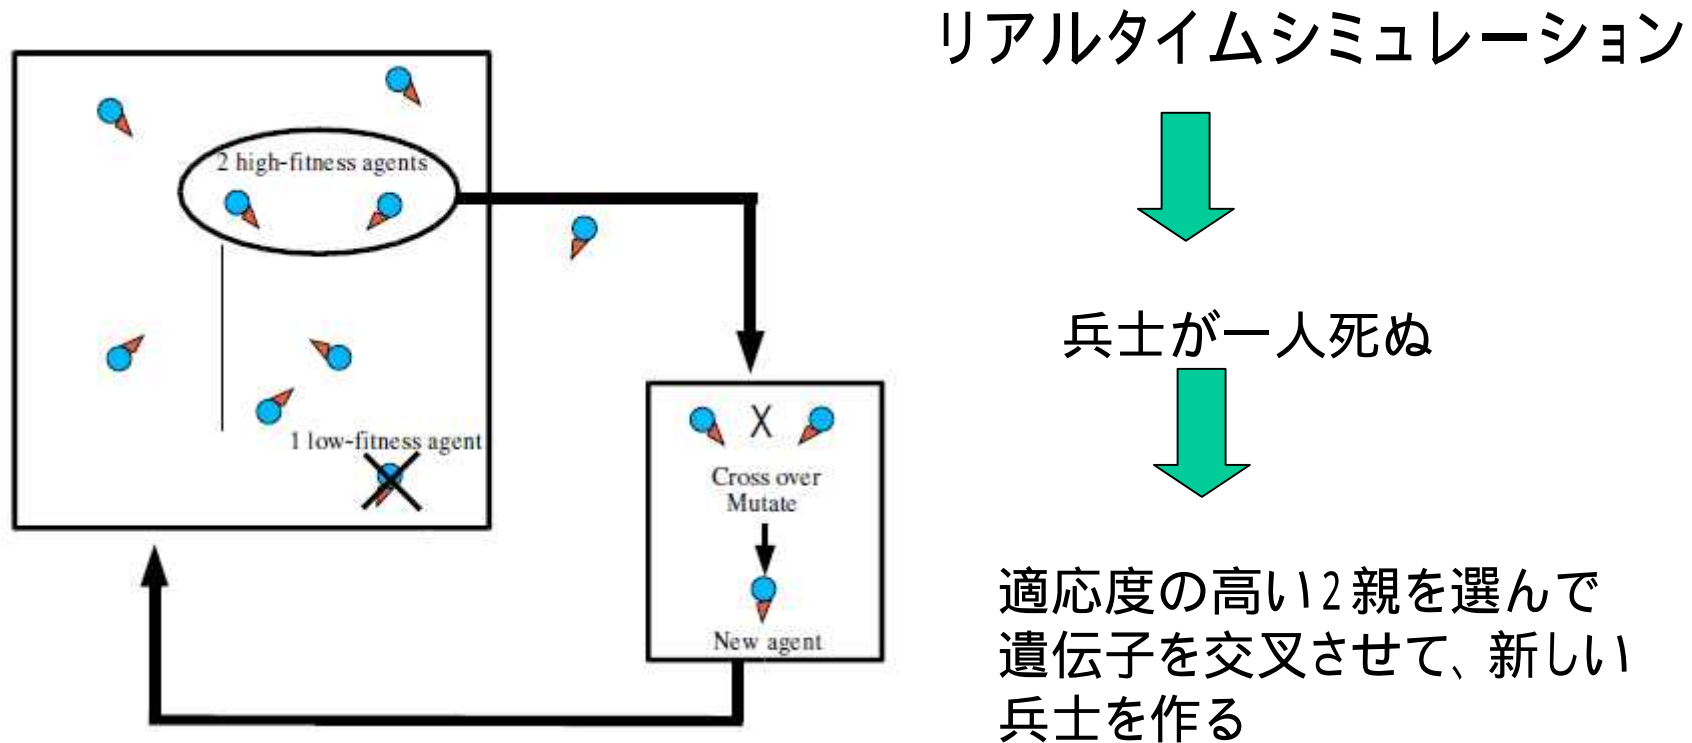 リアルタイムシミュレーション
2 high-fitness agents
兵士が一人死ぬ
1 low-fitness agent
X
Cross over
Mutate
New agent
適応度の高い2親を選んで
遺伝子を交叉させて、新しい
兵士を作る